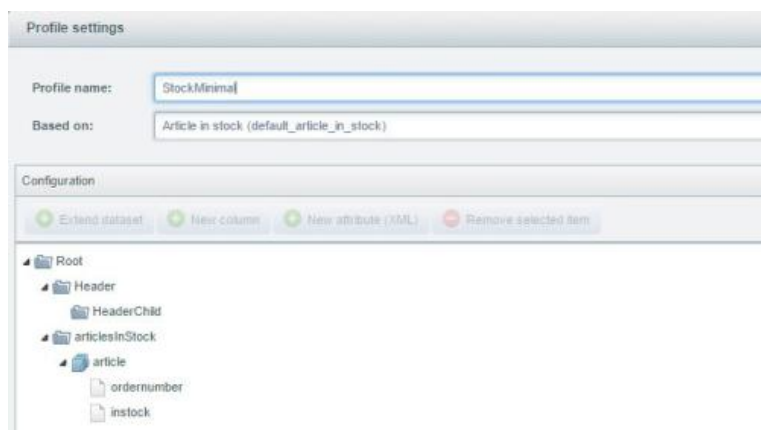 Profile settings
Profile name: StockMinimal
Based on: Article in stock (default_article_in_stock)
Configuration
Extend dataset New column New attribute (XML) Remove selected item
Root
Header
HeaderChild
articlesInStock
article
ordernumber
instock